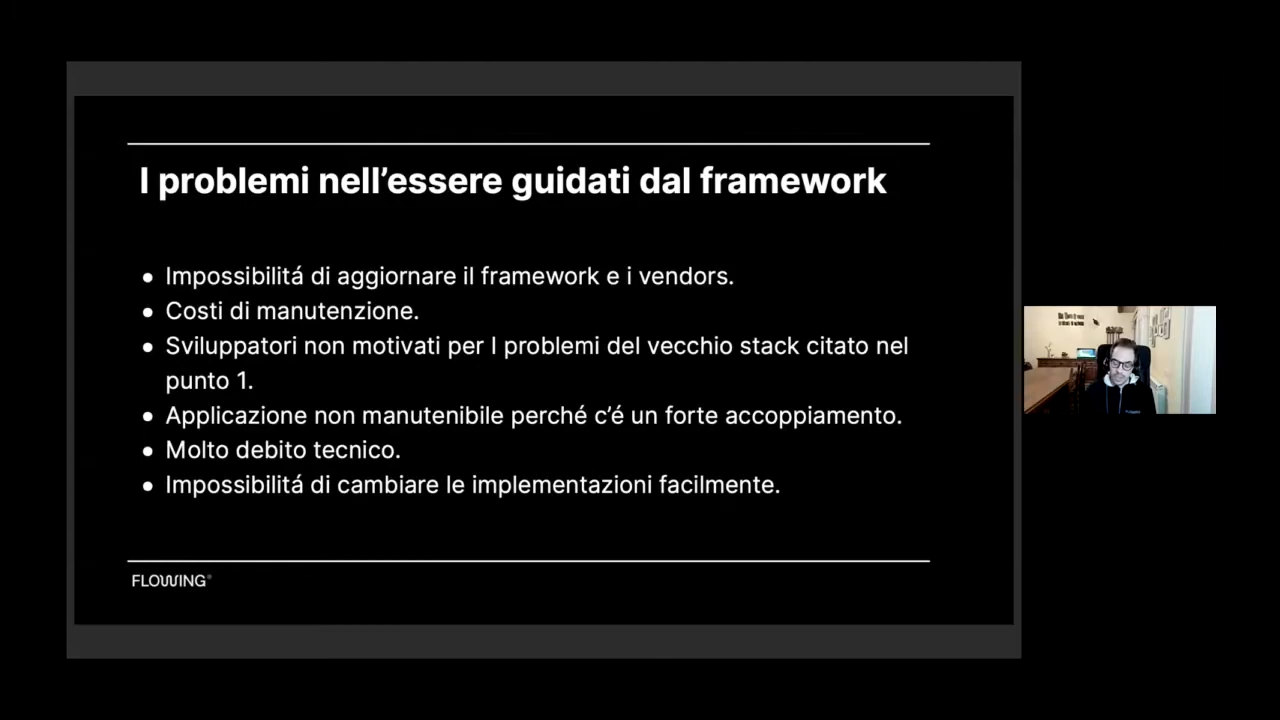 I problemi nell’essere guidati dal framework
• Impossibilitá di aggiornare il framework e i vendors.
• Costi di manutenzione.
• Sviluppatori non motivati per I problemi del vecchio stack citato nel
punto 1.
• Applicazione non manutenibile perché c’é un forte accoppiamento.
• Molto debito tecnico.
• Impossibilitá di cambiare le implementazioni facilmente.
FLOWING®